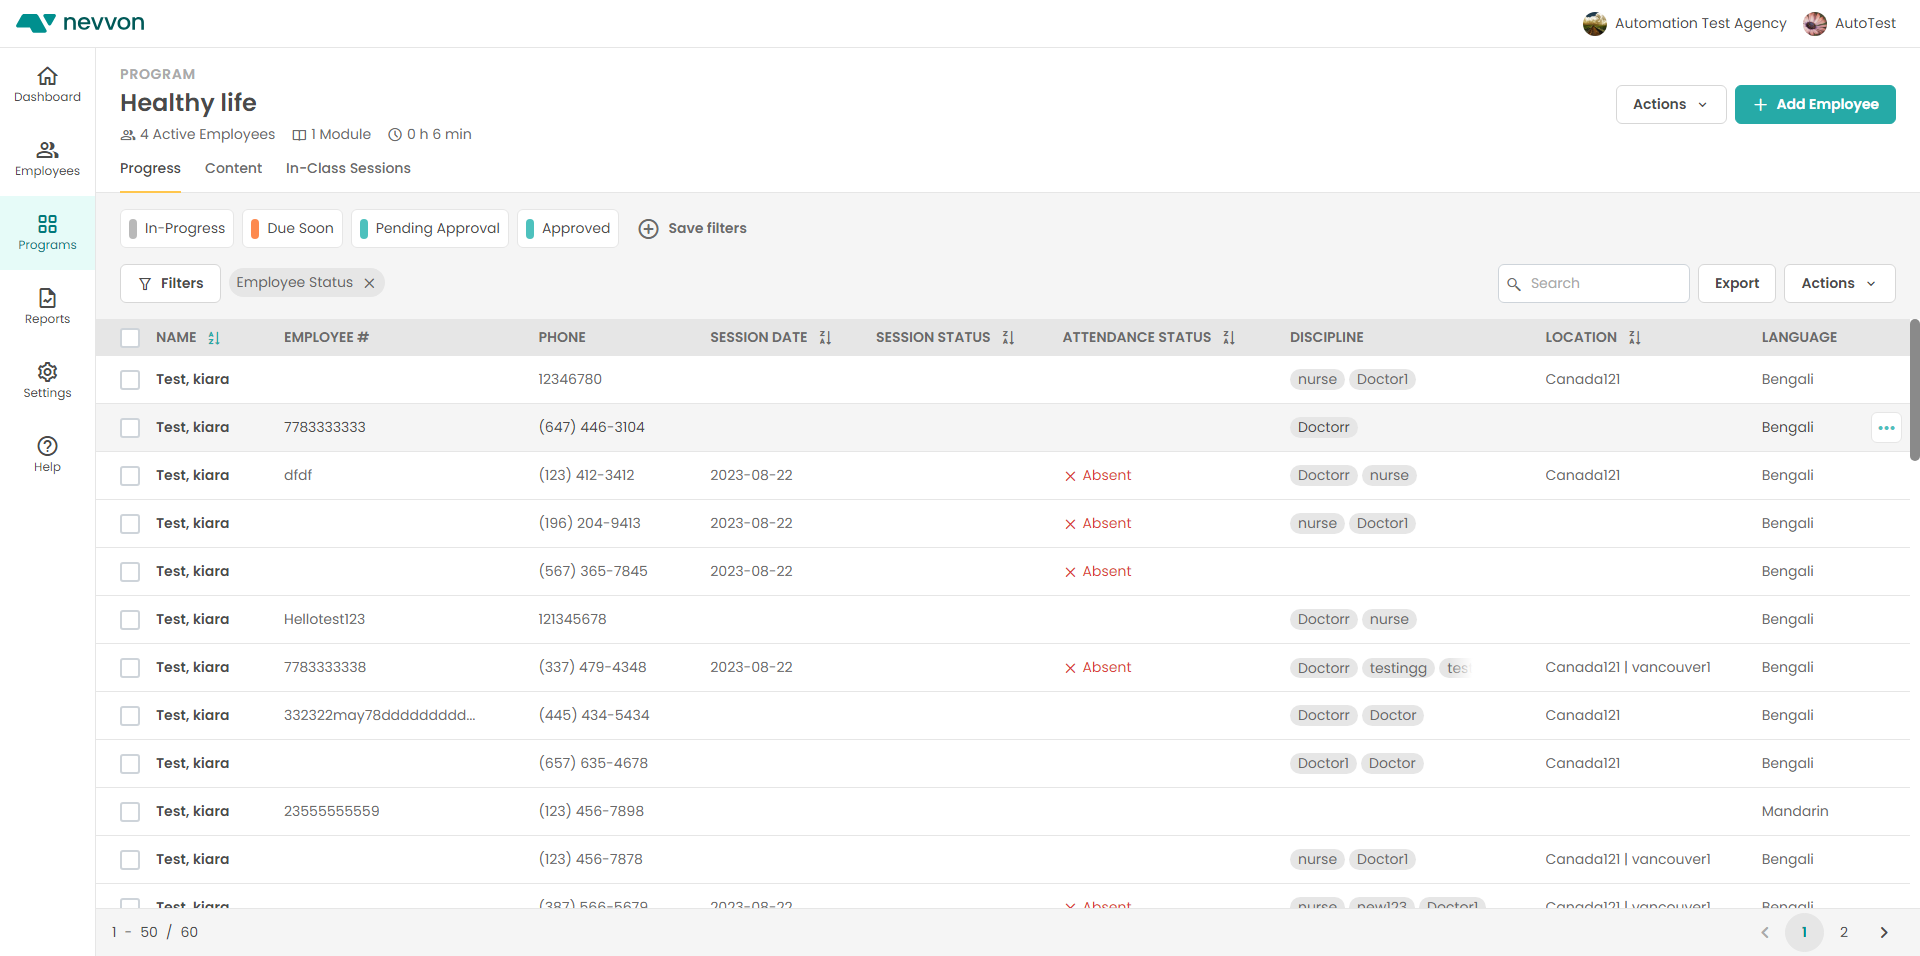 nevvon
Automation Test Agency
AutoTest
Dashboard
Employees
Programs
Reports
Settings
Help
PROGRAM
Healthy life
4 Active Employees 1 Module 0 h 6 min
Actions
+ Add Employee
Progress Content In-Class Sessions
In-Progress Due Soon Pending Approval Approved Save filters
Filters Employee Status
Search
Export
Actions
NAME EMPLOYEE # PHONE SESSION DATE SESSION STATUS ATTENDANCE STATUS DISCIPLINE LOCATION LANGUAGE
Test, kiara 12346780 nurse Doctor1 Canada121 Bengali
Test, kiara 7783333333 (647) 446-3104 Doctorr Bengali
Test, kiara dfdf (123) 412-3412 2023-08-22 Absent Doctorr nurse Canada121 Bengali
Test, kiara (196) 204-9413 2023-08-22 Absent nurse Doctor1 Bengali
Test, kiara (567) 365-7845 2023-08-22 Absent Bengali
Test, kiara Hellotest123 121345678 Doctorr nurse Bengali
Test, kiara 7783333338 (337) 479-4348 2023-08-22 Absent Doctorr testingg tes Canada121 | vancouver1 Bengali
Test, kiara 332322may78ddddddddd... (445) 434-5434 Doctorr Doctor Canada121 Bengali
Test, kiara (657) 635-4678 Doctor1 Doctor Canada121 Bengali
Test, kiara 23555555559 (123) 456-7898 Mandarin
Test, kiara (123) 456-7878 nurse Doctor1 Canada121 | vancouver1 Bengali
Test, kiara (387) 566-5679 2023-08-22 Absent nurse new123 Doctor1 Canada121 | vancouver1 Bengali
1 - 50 / 60
1 2